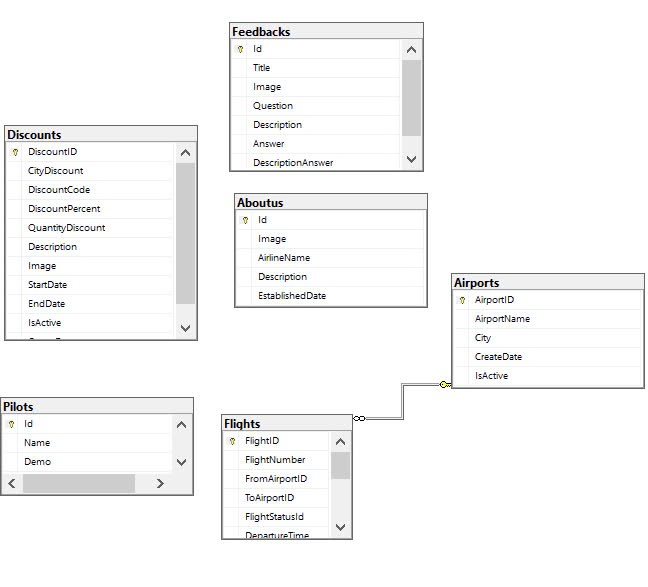 Feedbacks
Id
Title
Image
Question
Description
Answer
DescriptionAnswer
Discounts
DiscountID
CityDiscount
DiscountCode
DiscountPercent
QuantityDiscount
Description
Image
StartDate
EndDate
IsActive
Aboutus
Id
Image
AirlineName
Description
EstablishedDate
Airports
AirportID
AirportName
City
CreateDate
IsActive
Pilots
Id
Name
Demo
Flights
FlightID
FlightNumber
FromAirportID
ToAirportID
FlightStatusId
DepartureTime